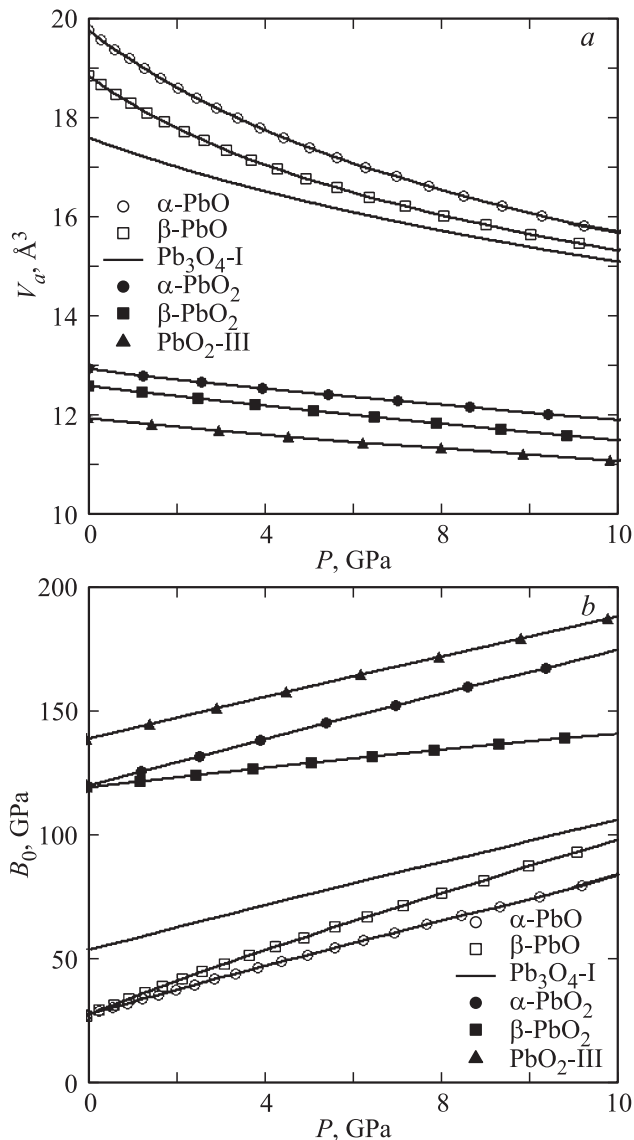 a
20
18
16
14
12
10
V_a, Å³
α-PbO
β-PbO
Pb₃O₄-I
α-PbO₂
β-PbO₂
PbO₂-III
0 4 8 10
P, GPa
b
200
150
100
50
0
B₀, GPa
α-PbO
β-PbO
Pb₃O₄-I
α-PbO₂
β-PbO₂
PbO₂-III
0 4 8 10
P, GPa